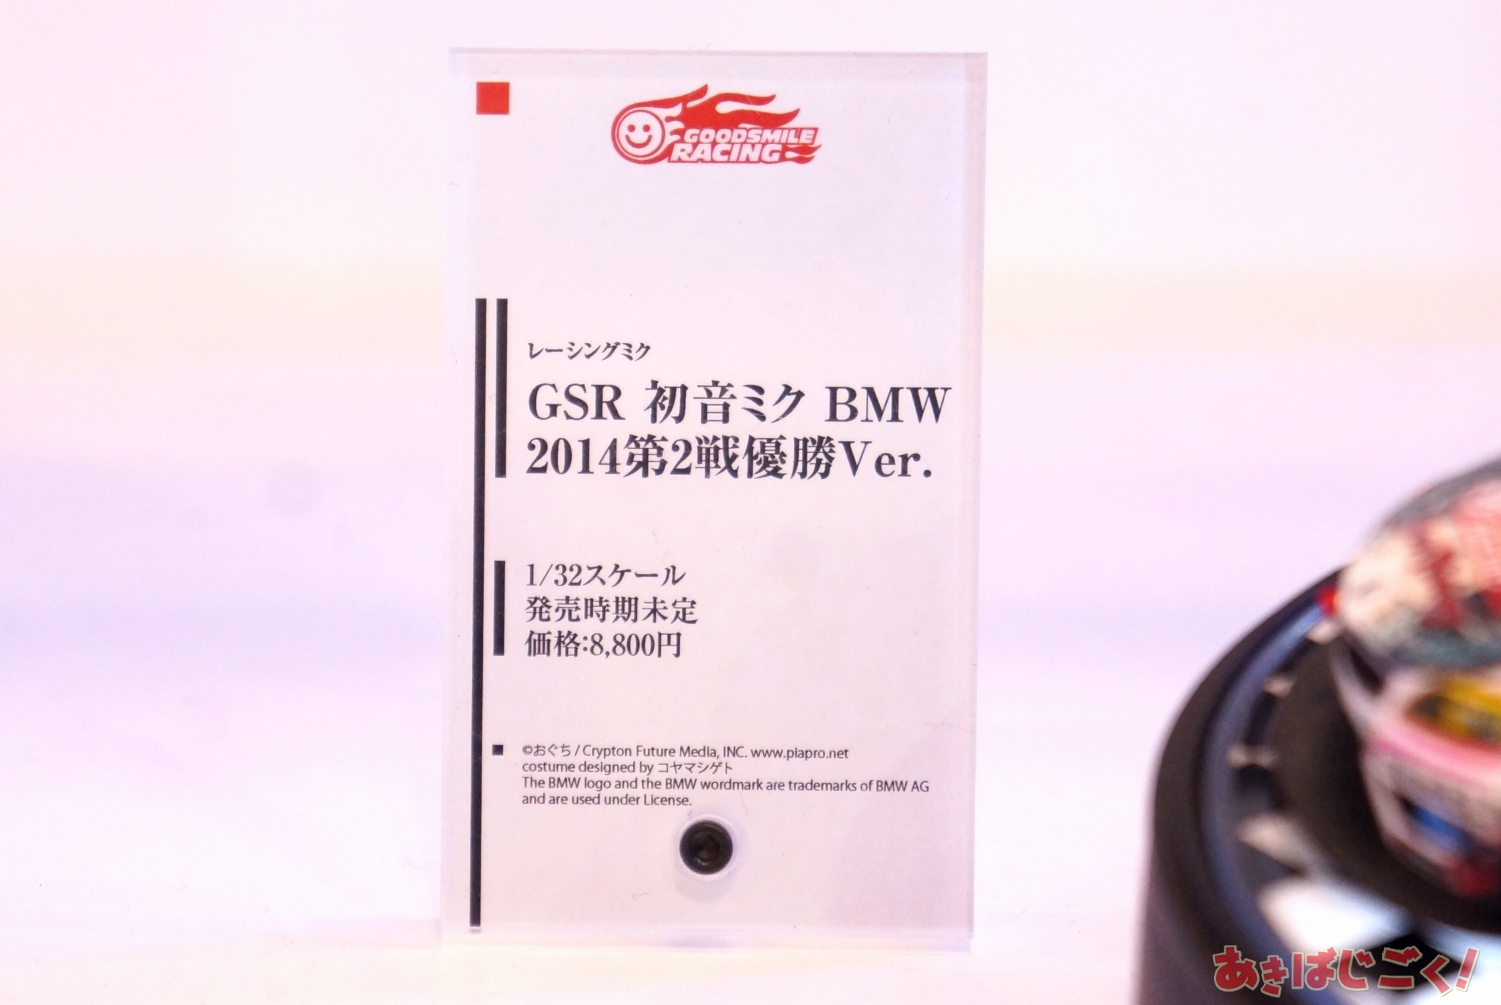 GOODSMILE
RACING
レーシングミク
GSR 初音ミク BMW
2014第2戦優勝Ver.
1/32スケール
発売時期未定
価格:8,800円
©おぐち / Crypton Future Media, INC. www.piapro.net
costume designed by コヤマシゲト
The BMW logo and the BMW wordmark are trademarks of BMW AG
and are used under License.
あきばじごく!